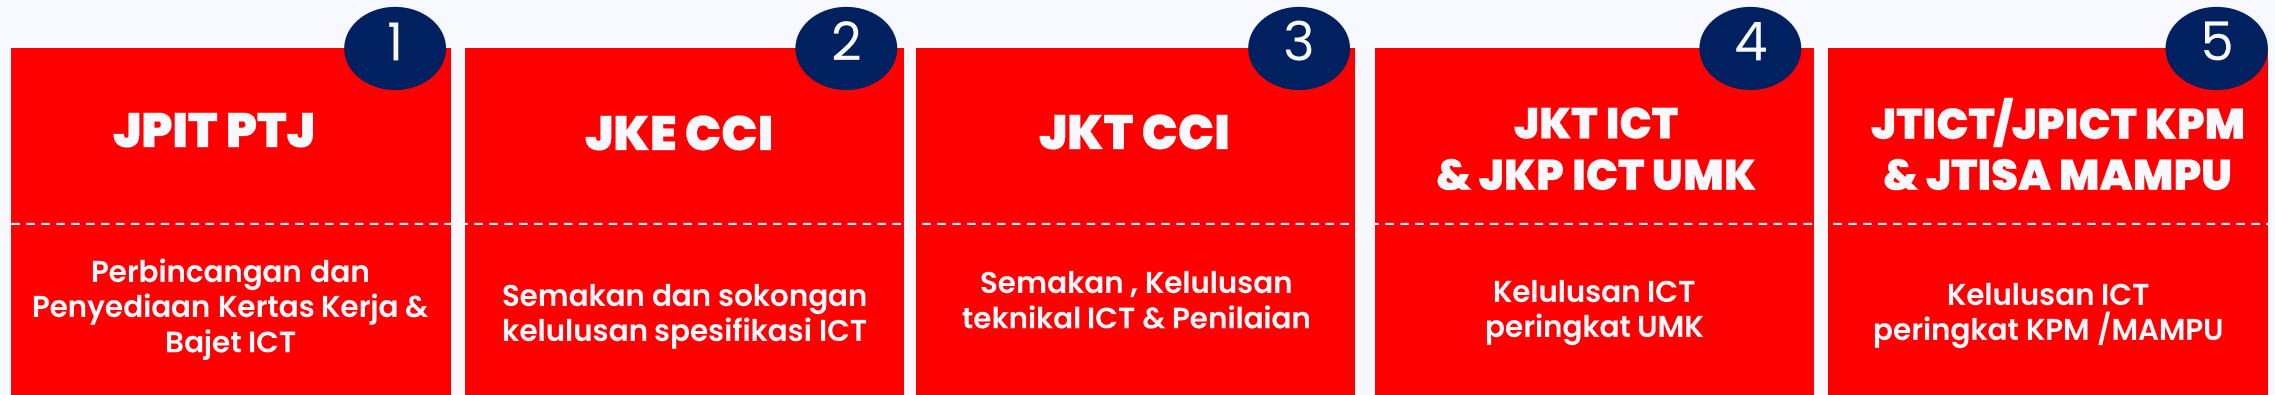 1
JPIT PTJ
Perbincangan dan
Penyediaan Kertas Kerja &
Bajet ICT
2
JKE CCI
Semakan dan sokongan
kelulusan spesifikasi ICT
3
JKT CCI
Semakan , Kelulusan
teknikal ICT & Penilaian
4
JKT ICT
& JKP ICT UMK
Kelulusan ICT
peringkat UMK
5
JTICT/JPICT KPM
& JTISA MAMPU
Kelulusan ICT
peringkat KPM /MAMPU